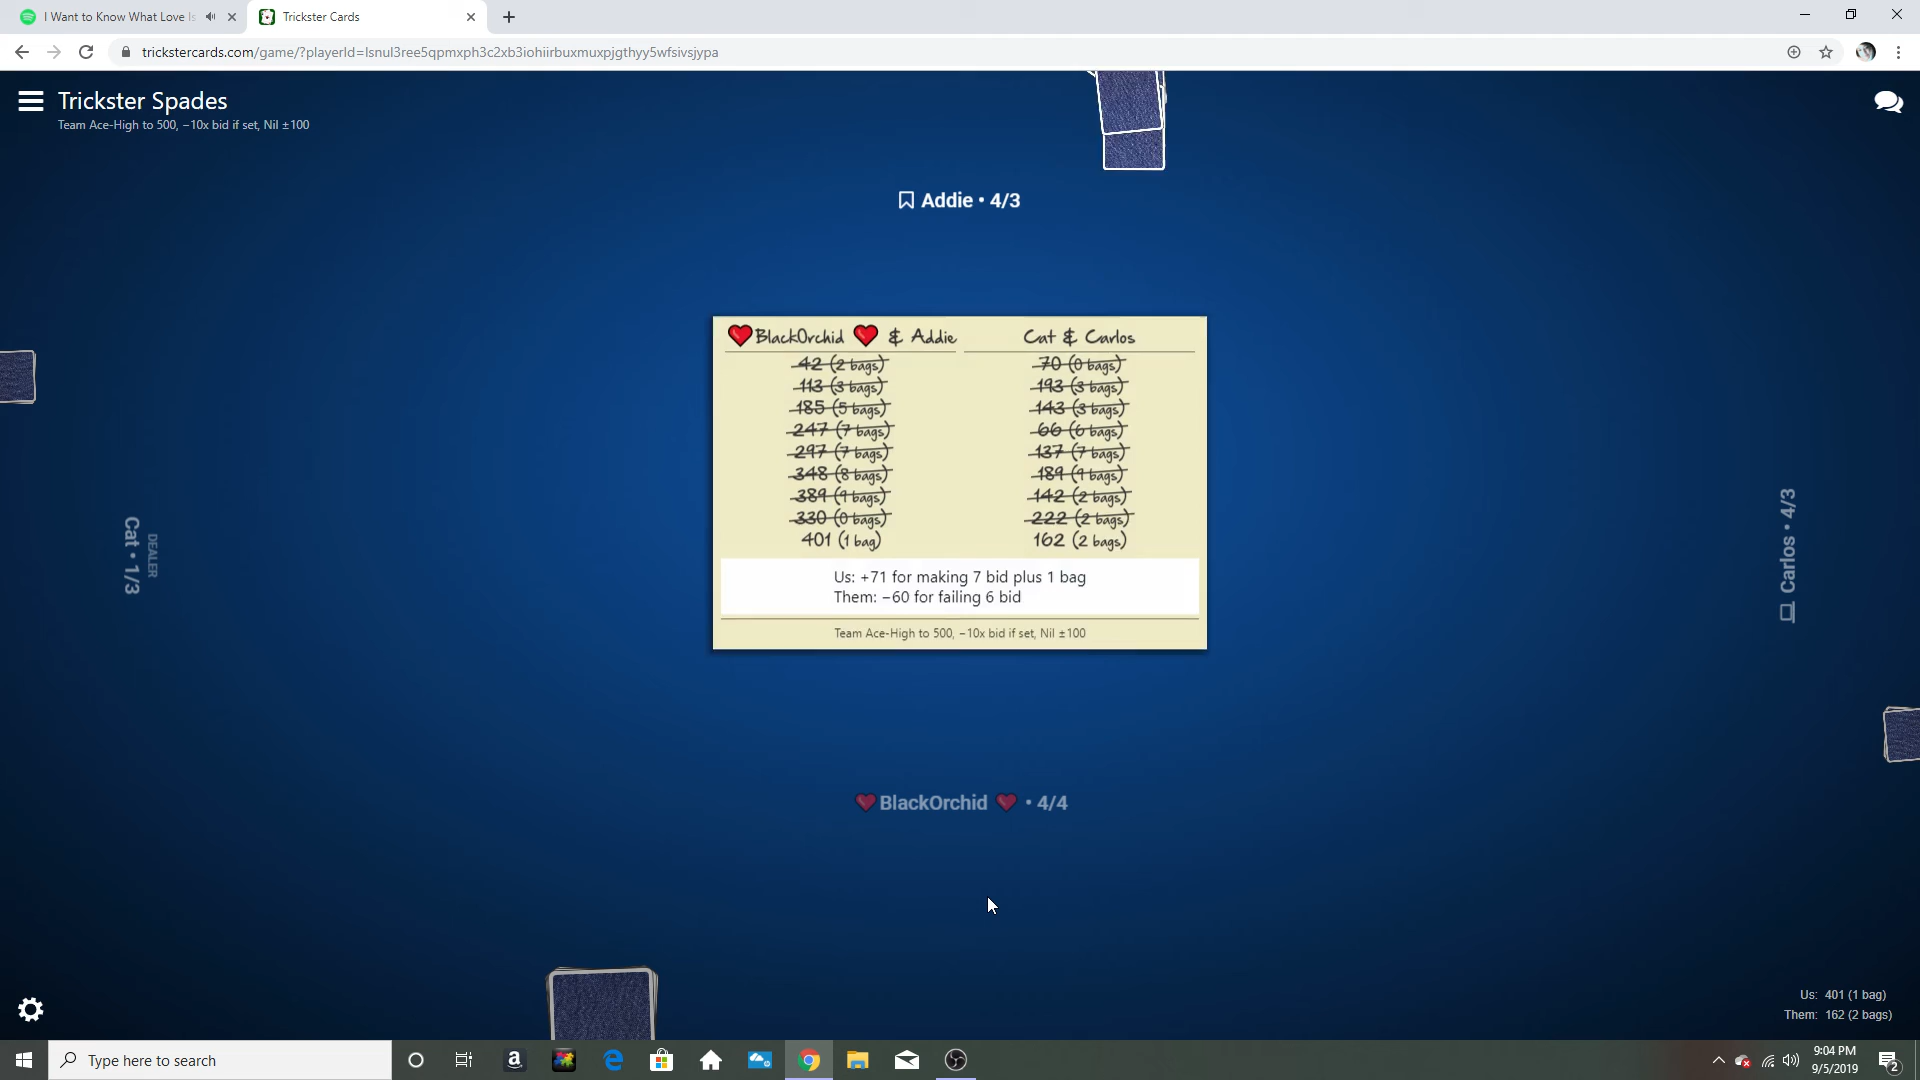 I Want to Know What Love Is
Trickster Cards
trickstercards.com/game/?playerId=lsnul3ree5qpmxph3c2xb3iohiirbuxmuxpjgthyy5wfsivsjypa
Trickster Spades
Team Ace-High to 500, −10x bid if set, Nil ±100
Addie • 4/3
BlackOrchid & Addie Cat & Carlos
42 (2 bags) 70 (0 bags)
113 (3 bags) 193 (3 bags)
185 (5 bags) 143 (3 bags)
247 (7 bags) 66 (6 bags)
297 (7 bags) 137 (7 bags)
348 (8 bags) 189 (9 bags)
389 (9 bags) 142 (2 bags)
330 (0 bags) 222 (2 bags)
401 (1 bag) 162 (2 bags)
Us: +71 for making 7 bid plus 1 bag
Them: −60 for failing 6 bid
Team Ace-High to 500, −10x bid if set, Nil ±100
DEALER
Cat • 1/3
Carlos • 4/3
BlackOrchid • 4/4
Us: 401 (1 bag)
Them: 162 (2 bags)
Type here to search
9:04 PM
9/5/2019
2